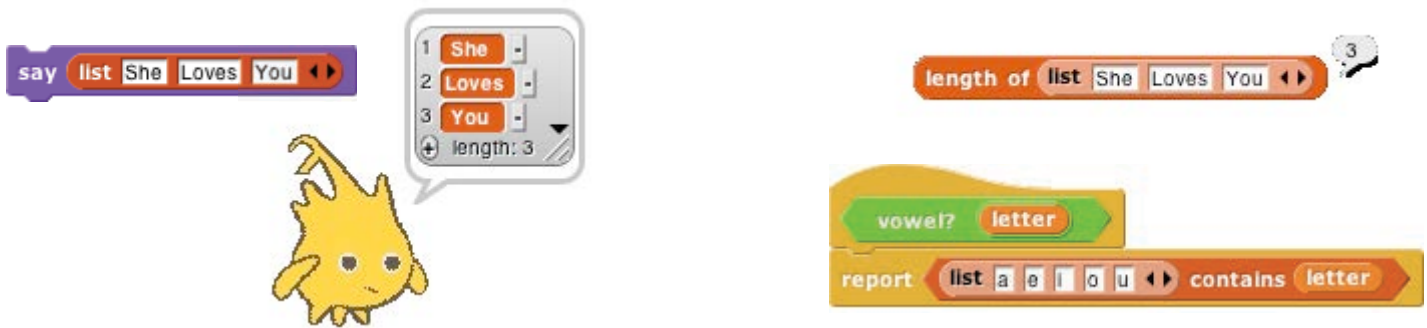 say list She Loves You
1 She -
2 Loves -
3 You -
+ length: 3
length of list She Loves You
3
vowel? letter
report list a e i o u contains letter